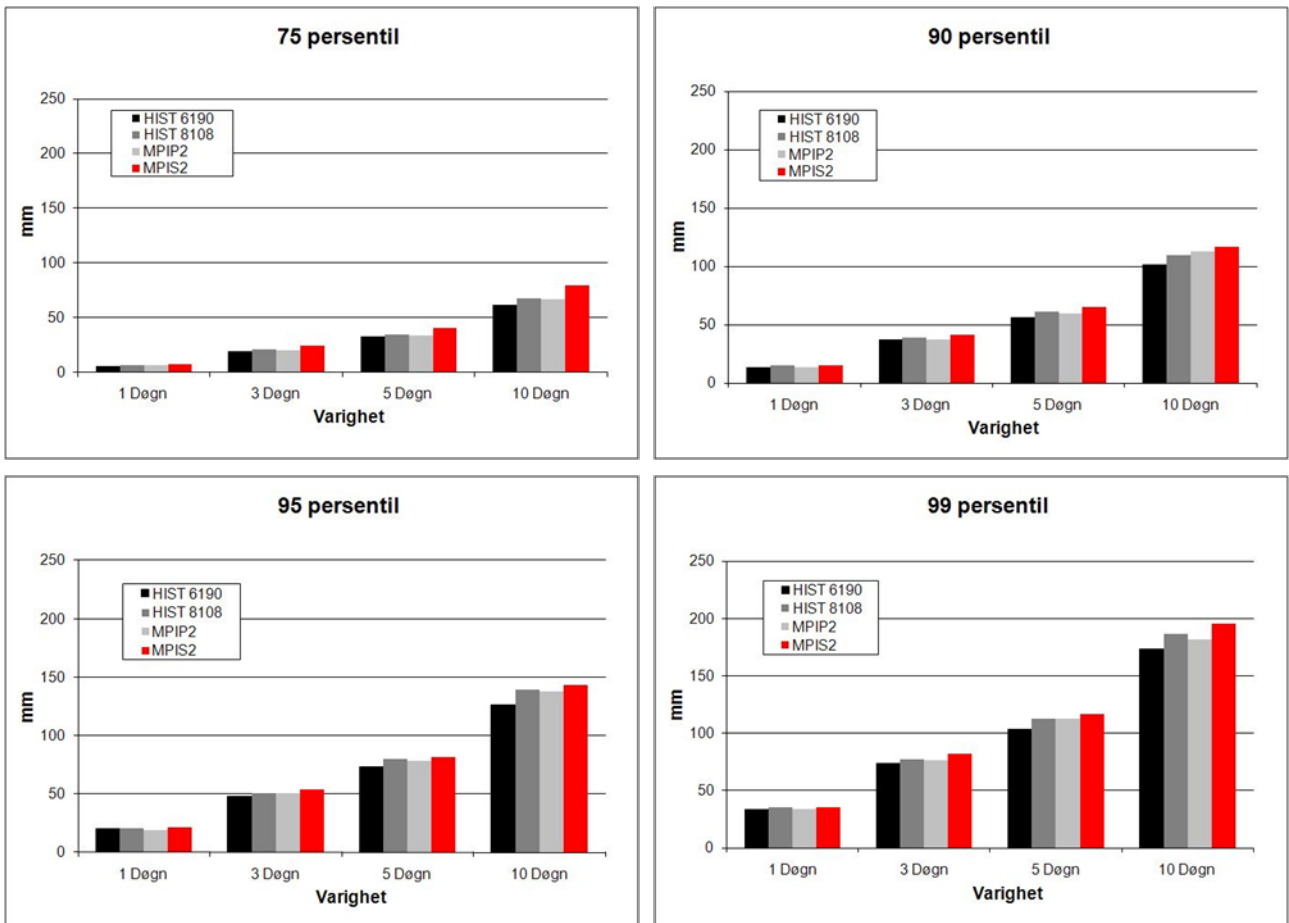 75 persentil
250
200
150
100
50
0
mm
HIST 6190
HIST 8108
MPIP2
MPIS2
1 Døgn 3 Døgn 5 Døgn 10 Døgn
Varighet
90 persentil
250
200
150
100
50
0
mm
HIST 6190
HIST 8108
MPIP2
MPIS2
1 Døgn 3 Døgn 5 Døgn 10 Døgn
Varighet
95 persentil
250
200
150
100
50
0
mm
HIST 6190
HIST 8108
MPIP2
MPIS2
1 Døgn 3 Døgn 5 Døgn 10 Døgn
Varighet
99 persentil
250
200
150
100
50
0
mm
HIST 6190
HIST 8108
MPIP2
MPIS2
1 Døgn 3 Døgn 5 Døgn 10 Døgn
Varighet